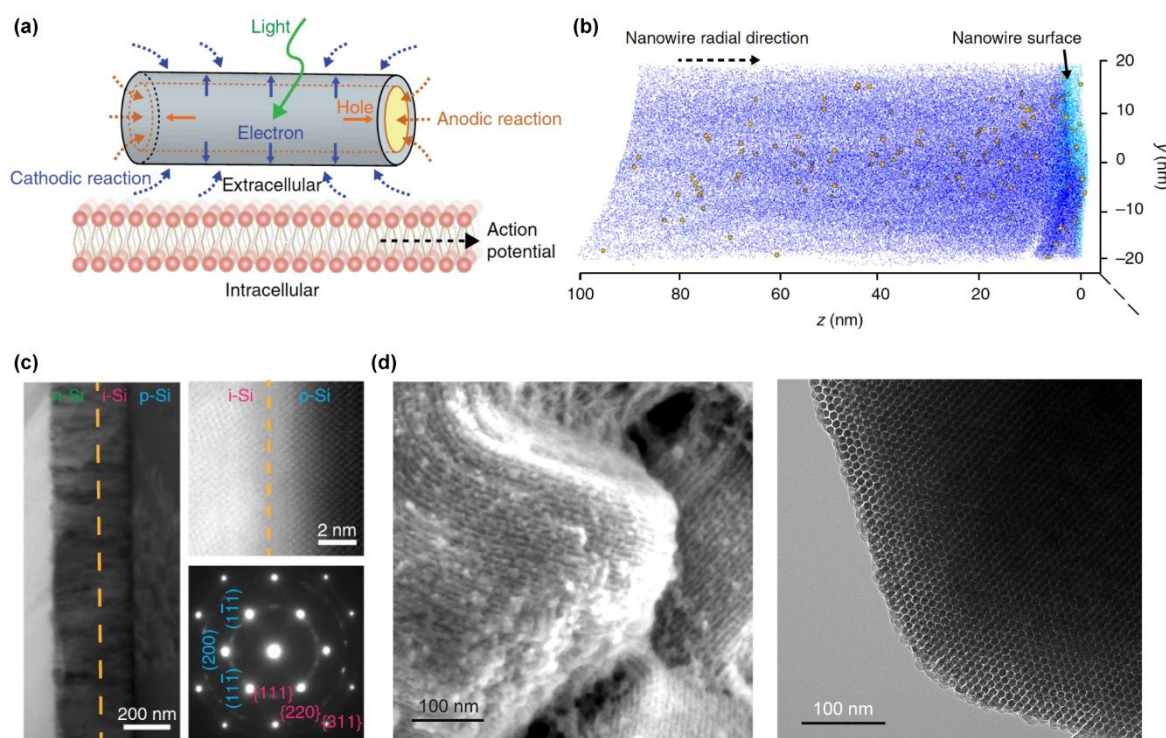 (a)
Light
Hole
Electron
Anodic reaction
Cathodic reaction
Extracellular
Action
potential
Intracellular
(b)
Nanowire radial direction
Nanowire surface
20
10
0
–10
–20
y (nm)
100
80
60
40
20
0
z (nm)
(c)
n-Si
i-Si
p-Si
200 nm
i-Si
p-Si
2 nm
(111̄)
(200)
(11̄1)
{111}
{220}
{311}
(d)
100 nm
100 nm